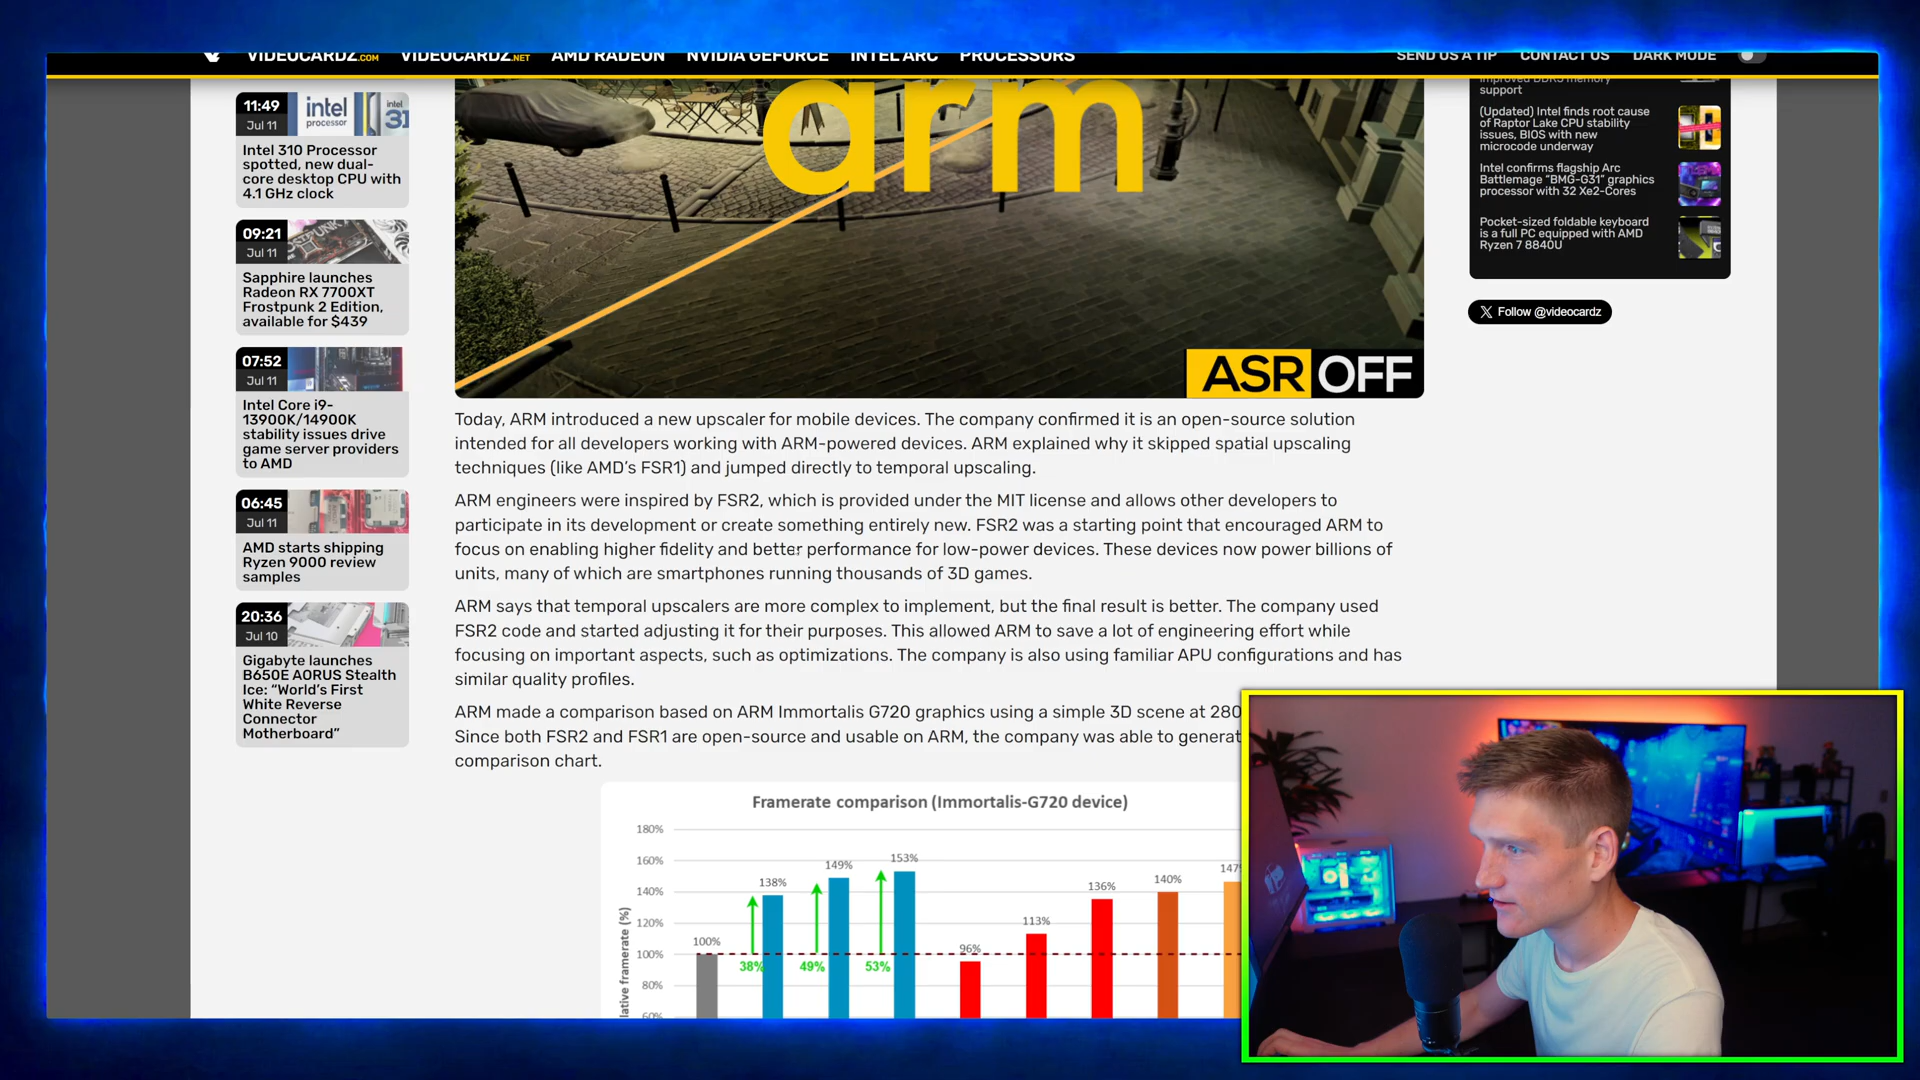 VIDEOCARDZ.COM
VIDEOCARDZ.NET
AMD RADEON
NVIDIA GEFORCE
INTEL ARC
PROCESSORS
SEND US A TIP
CONTACT US
DARK MODE
11:49
Jul 11
intel
processor
intel
Intel 310 Processor
spotted, new dual-
core desktop CPU with
4.1 GHz clock
09:21
Jul 11
Sapphire launches
Radeon RX 7700XT
Frostpunk 2 Edition,
available for $439
07:52
Jul 11
Intel Core i9-
13900K/14900K
stability issues drive
game server providers
to AMD
06:45
Jul 11
AMD starts shipping
Ryzen 9000 review
samples
20:36
Jul 10
Gigabyte launches
B650E AORUS Stealth
Ice: “World’s First
White Reverse
Connector
Motherboard”
arm
ASR OFF
Today, ARM introduced a new upscaler for mobile devices. The company confirmed it is an open-source solution
intended for all developers working with ARM-powered devices. ARM explained why it skipped spatial upscaling
techniques (like AMD’s FSR1) and jumped directly to temporal upscaling.
ARM engineers were inspired by FSR2, which is provided under the MIT license and allows other developers to
participate in its development or create something entirely new. FSR2 was a starting point that encouraged ARM to
focus on enabling higher fidelity and better performance for low-power devices. These devices now power billions of
units, many of which are smartphones running thousands of 3D games.
ARM says that temporal upscalers are more complex to implement, but the final result is better. The company used
FSR2 code and started adjusting it for their purposes. This allowed ARM to save a lot of engineering effort while
focusing on important aspects, such as optimizations. The company is also using familiar APU configurations and has
similar quality profiles.
ARM made a comparison based on ARM Immortalis G720 graphics using a simple 3D scene at 280
Since both FSR2 and FSR1 are open-source and usable on ARM, the company was able to generat
comparison chart.
Framerate comparison (Immortalis-G720 device)
lative framerate (%)
180%
160%
140%
120%
100%
80%
60%
100%
138%
149%
153%
96%
113%
136%
140%
147%
38%
49%
53%
improved DDR5 memory
support
(Updated) Intel finds root cause
of Raptor Lake CPU stability
issues, BIOS with new
microcode underway
Intel confirms flagship Arc
Battlemage “BMG-G31” graphics
processor with 32 Xe2-Cores
Pocket-sized foldable keyboard
is a full PC equipped with AMD
Ryzen 7 8840U
Follow @videocardz